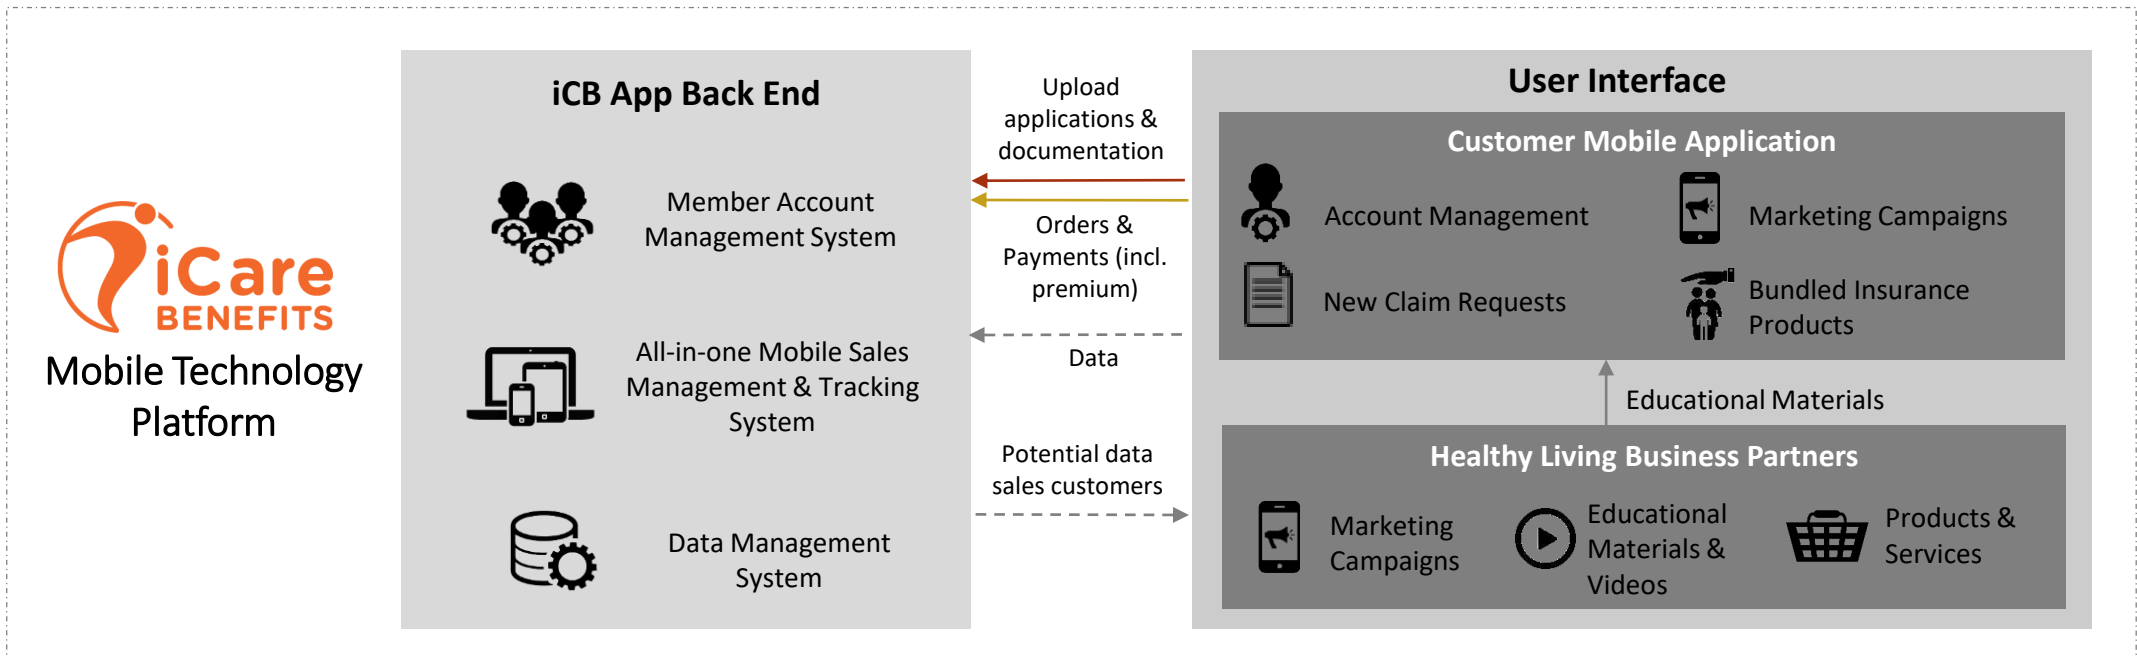 iCare
BENEFITS
Mobile Technology
Platform
iCB App Back End
Member Account
Management System
All-in-one Mobile Sales
Management & Tracking
System
Data Management
System
Upload
applications &
documentation
Orders &
Payments (incl.
premium)
Data
Potential data
sales customers
User Interface
Customer Mobile Application
Account Management
Marketing Campaigns
New Claim Requests
Bundled Insurance
Products
Educational Materials
Healthy Living Business Partners
Marketing
Campaigns
Educational
Materials &
Videos
Products &
Services